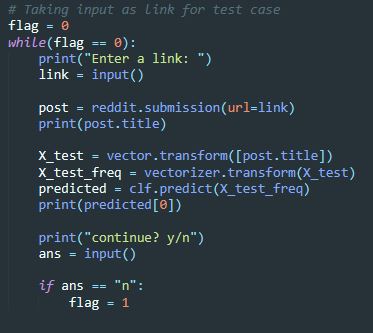 # Taking input as link for test case
flag = 0
while(flag == 0):
    print("Enter a link: ")
    link = input()

    post = reddit.submission(url=link)
    print(post.title)

    X_test = vector.transform([post.title])
    X_test_freq = vectorizer.transform(X_test)
    predicted = clf.predict(X_test_freq)
    print(predicted[0])

    print("continue? y/n")
    ans = input()

    if ans == "n":
        flag = 1